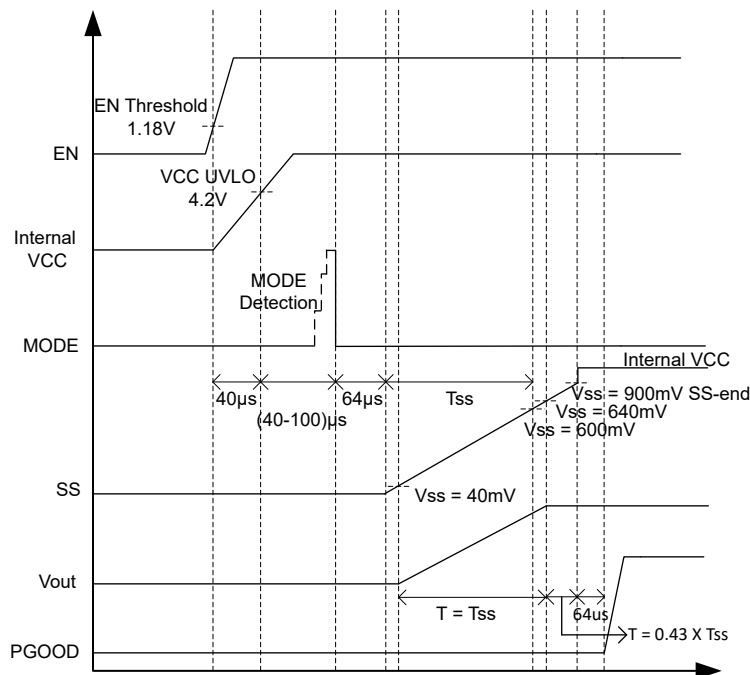 EN Threshold
1.18V
EN
VCC UVLO
4.2V
Internal
VCC
MODE
Detection
MODE
Internal VCC
40µs
(40-100)µs
64µs
Tss
Vss = 900mV SS-end
Vss = 640mV
Vss = 600mV
SS
Vss = 40mV
Vout
T = Tss
64us
T = 0.43 X Tss
PGOOD